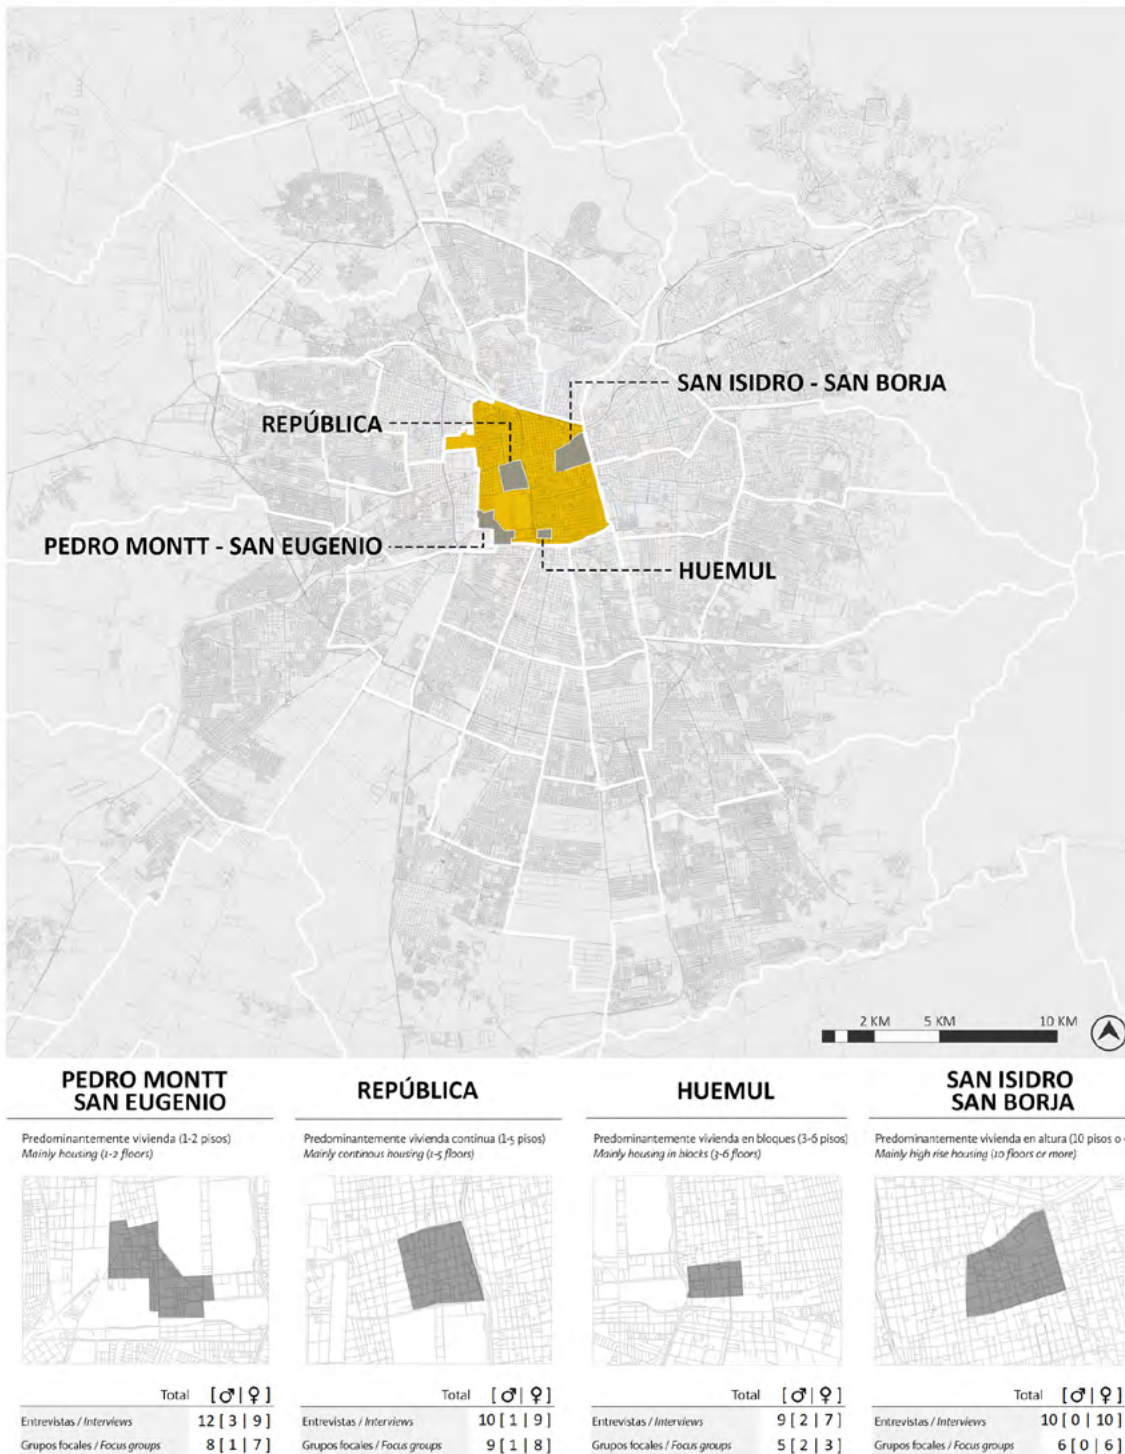 SAN ISIDRO - SAN BORJA
REPÚBLICA
PEDRO MONTT - SAN EUGENIO
HUEMUL
2 KM 5 KM 10 KM
PEDRO MONTT
SAN EUGENIO
Predominantemente vivienda (1-2 pisos)
Mainly housing (1-2 floors)
Total [♂|♀]
Entrevistas / Interviews 12 [ 3 | 9 ]
Grupos focales / Focus groups 8 [ 1 | 7 ]
REPÚBLICA
Predominantemente vivienda continua (1-5 pisos)
Mainly continous housing (1-5 floors)
Total [♂|♀]
Entrevistas / Interviews 10 [ 1 | 9 ]
Grupos focales / Focus groups 9 [ 1 | 8 ]
HUEMUL
Predominantemente vivienda en bloques (3-6 pisos)
Mainly housing in blocks (3-6 floors)
Total [♂|♀]
Entrevistas / Interviews 9 [ 2 | 7 ]
Grupos focales / Focus groups 5 [ 2 | 3 ]
SAN ISIDRO
SAN BORJA
Predominantemente vivienda en altura (10 pisos o
Mainly high rise housing (10 floors or more)
Total [♂|♀]
Entrevistas / Interviews 10 [ 0 | 10 ]
Grupos focales / Focus groups 6 [ 0 | 6 ]